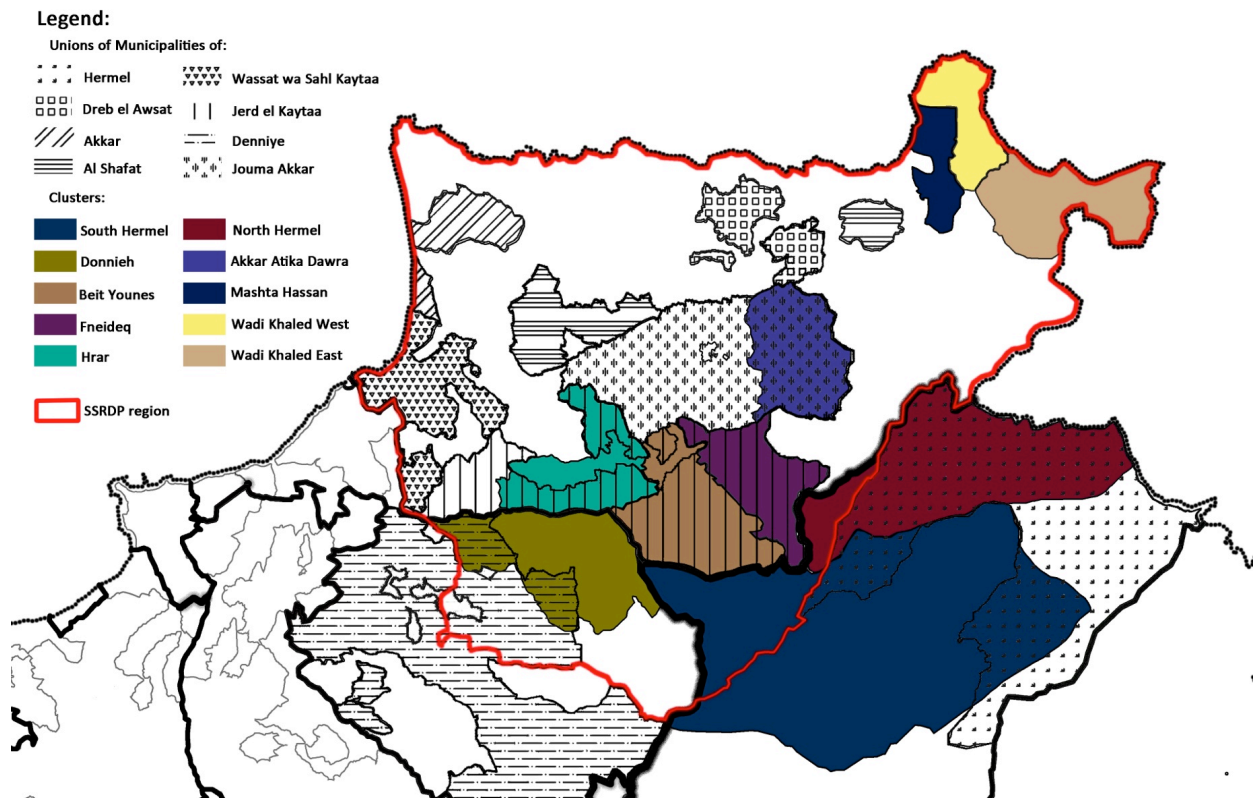 Legend:
Unions of Municipalities of:
Hermel
Wassat wa Sahl Kaytaa
Dreb el Awsat
Jerd el Kaytaa
Akkar
Denniye
Al Shafat
Jouma Akkar
Clusters:
South Hermel
North Hermel
Donnieh
Akkar Atika Dawra
Beit Younes
Mashta Hassan
Fneideq
Wadi Khaled West
Hrar
Wadi Khaled East
SSRDP region